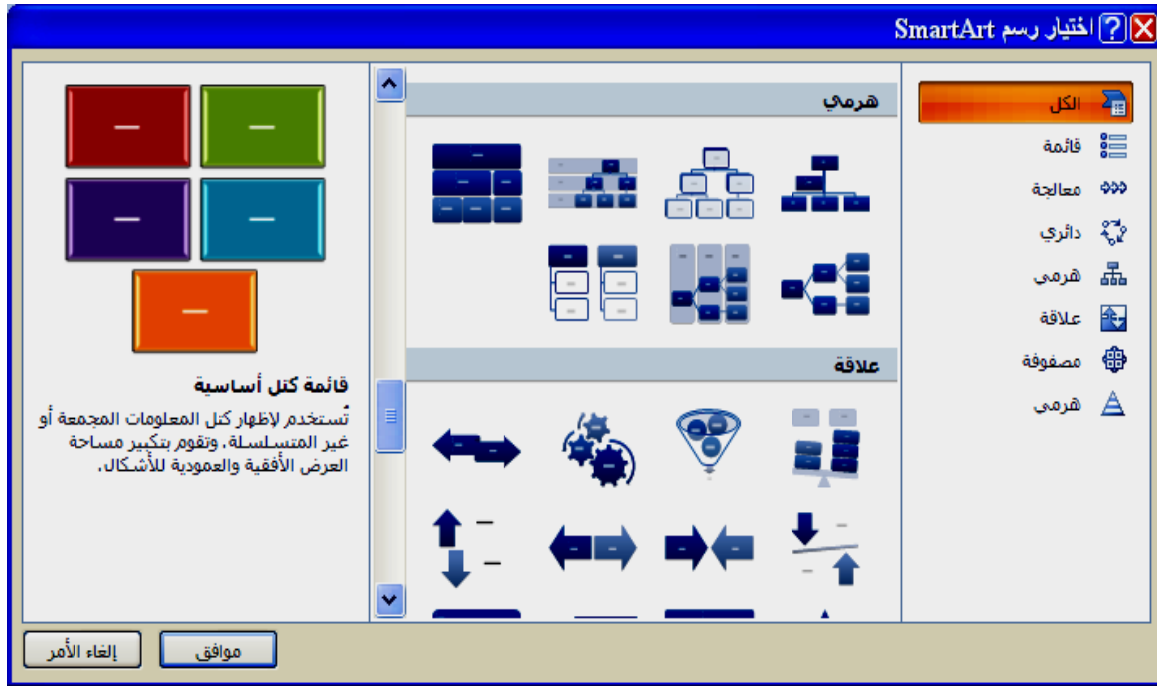 اختيار رسم SmartArt
الكل
قائمة
معالجة
دائري
هرمي
علاقة
مصفوفة
هرمي
هرمي
علاقة
قائمة كتل أساسية
تُستخدم لإظهار كتل المعلومات المجمعة أو
غير المتسلسلة. وتقوم بتكبير مساحة
العرض الأفقية والعمودية للأشكال.
موافق
إلغاء الأمر